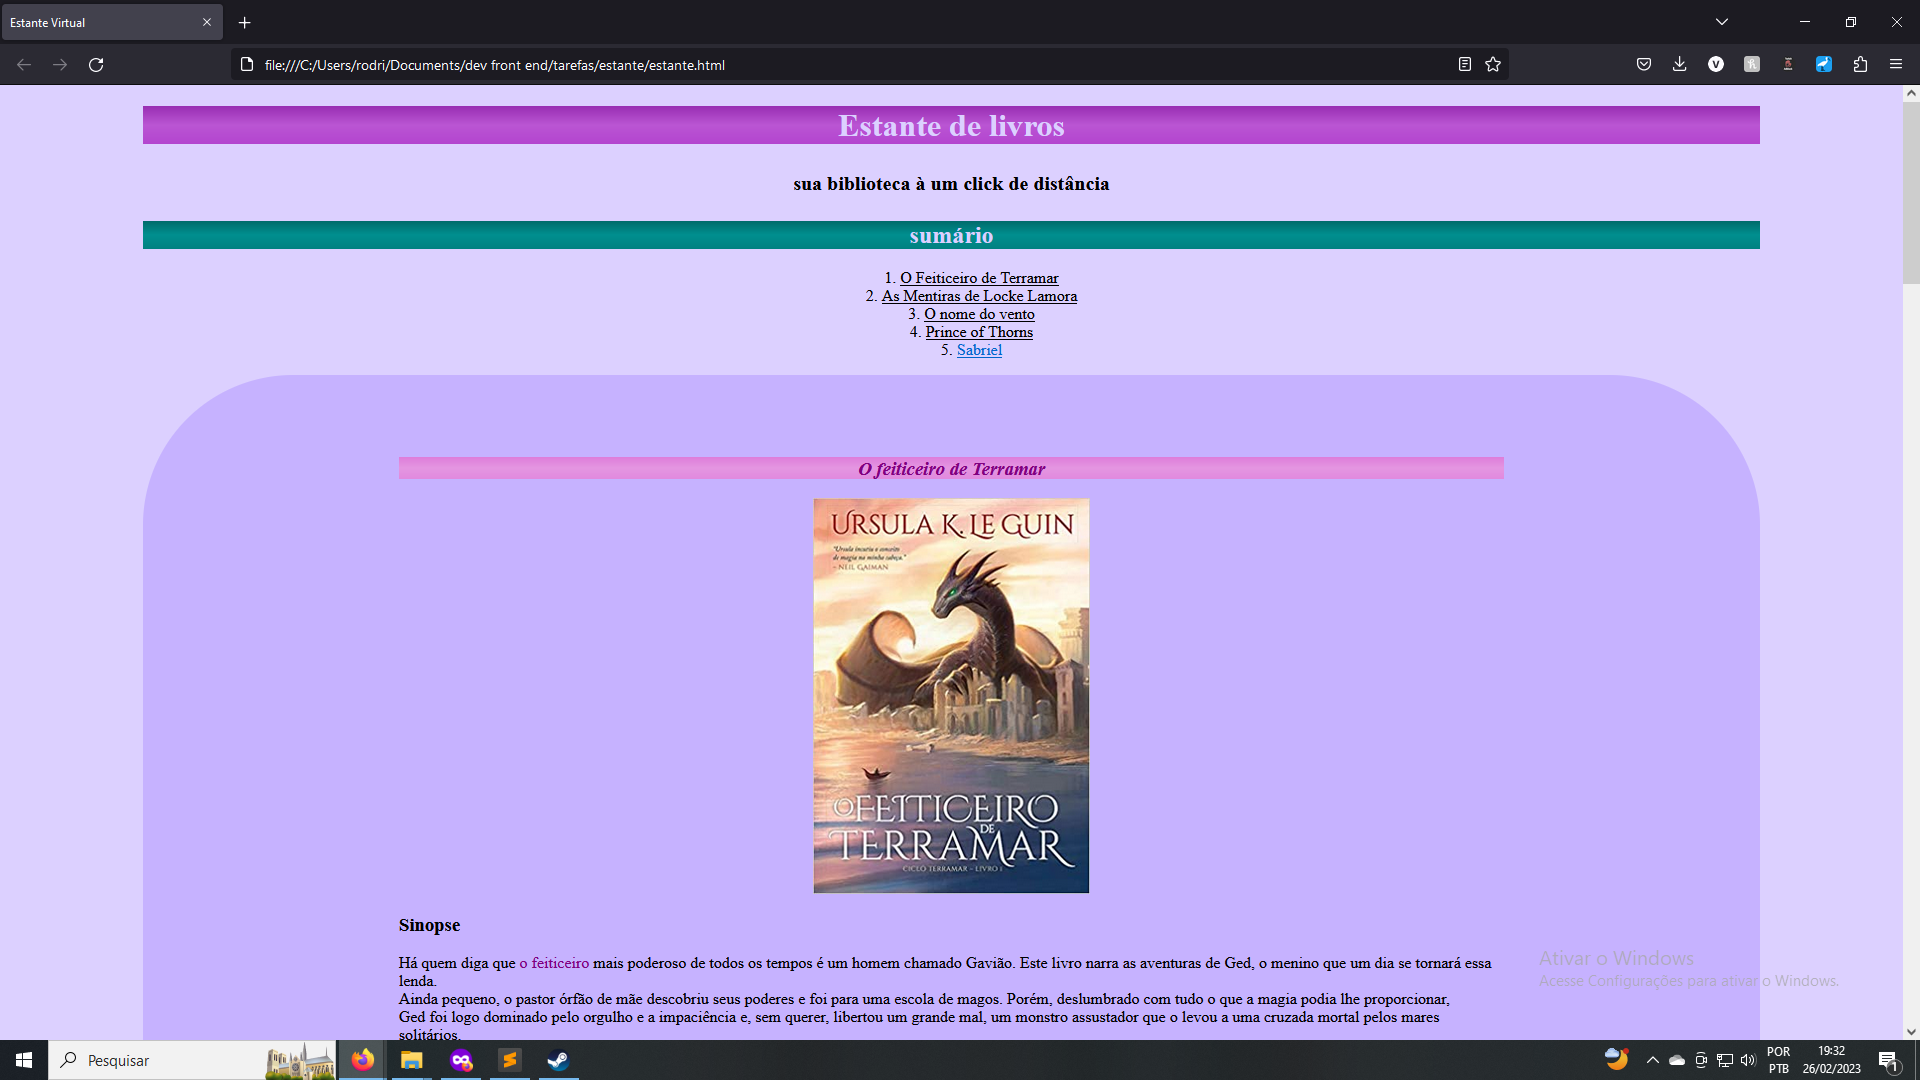 Estante Virtual
file:///C:/Users/rodri/Documents/dev front end/tarefas/estante/estante.html
Estante de livros
sua biblioteca à um click de distância
sumário
1. O Feiticeiro de Terramar
2. As Mentiras de Locke Lamora
3. O nome do vento
4. Prince of Thorns
5. Sabriel
O feiticeiro de Terramar
URSULA K. LE GUIN
"Ursula incutiu o conceito
de magia na minha cabeça."
- NEIL GAIMAN
O FEITICEIRO
DE
TERRAMAR
CICLO TERRAMAR - LIVRO 1
Sinopse
Há quem diga que o feiticeiro mais poderoso de todos os tempos é um homem chamado Gavião. Este livro narra as aventuras de Ged, o menino que um dia se tornará essa
lenda.
Ainda pequeno, o pastor órfão de mãe descobriu seus poderes e foi para uma escola de magos. Porém, deslumbrado com tudo o que a magia podia lhe proporcionar,
Ged foi logo dominado pelo orgulho e a impaciência e, sem querer, libertou um grande mal, um monstro assustador que o levou a uma cruzada mortal pelos mares
solitários.
Ativar o Windows
Acesse Configurações para ativar o Windows.
Pesquisar
POR
PTB
19:32
26/02/2023
1